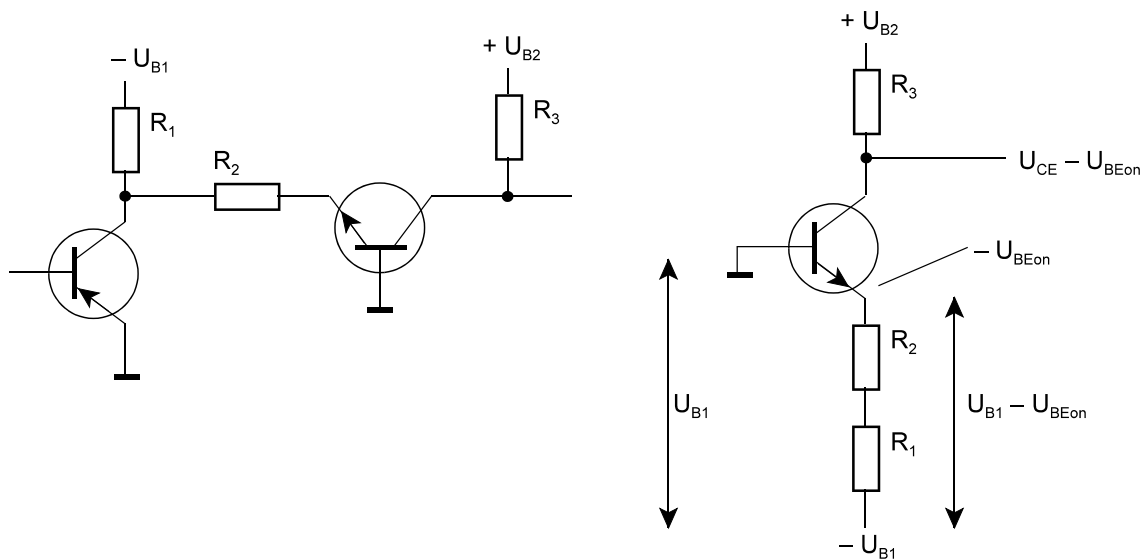 – U_B1
R_1
R_2
+ U_B2
R_3
+ U_B2
R_3
U_CE – U_BEon
– U_BEon
R_2
U_B1
U_B1 – U_BEon
R_1
– U_B1